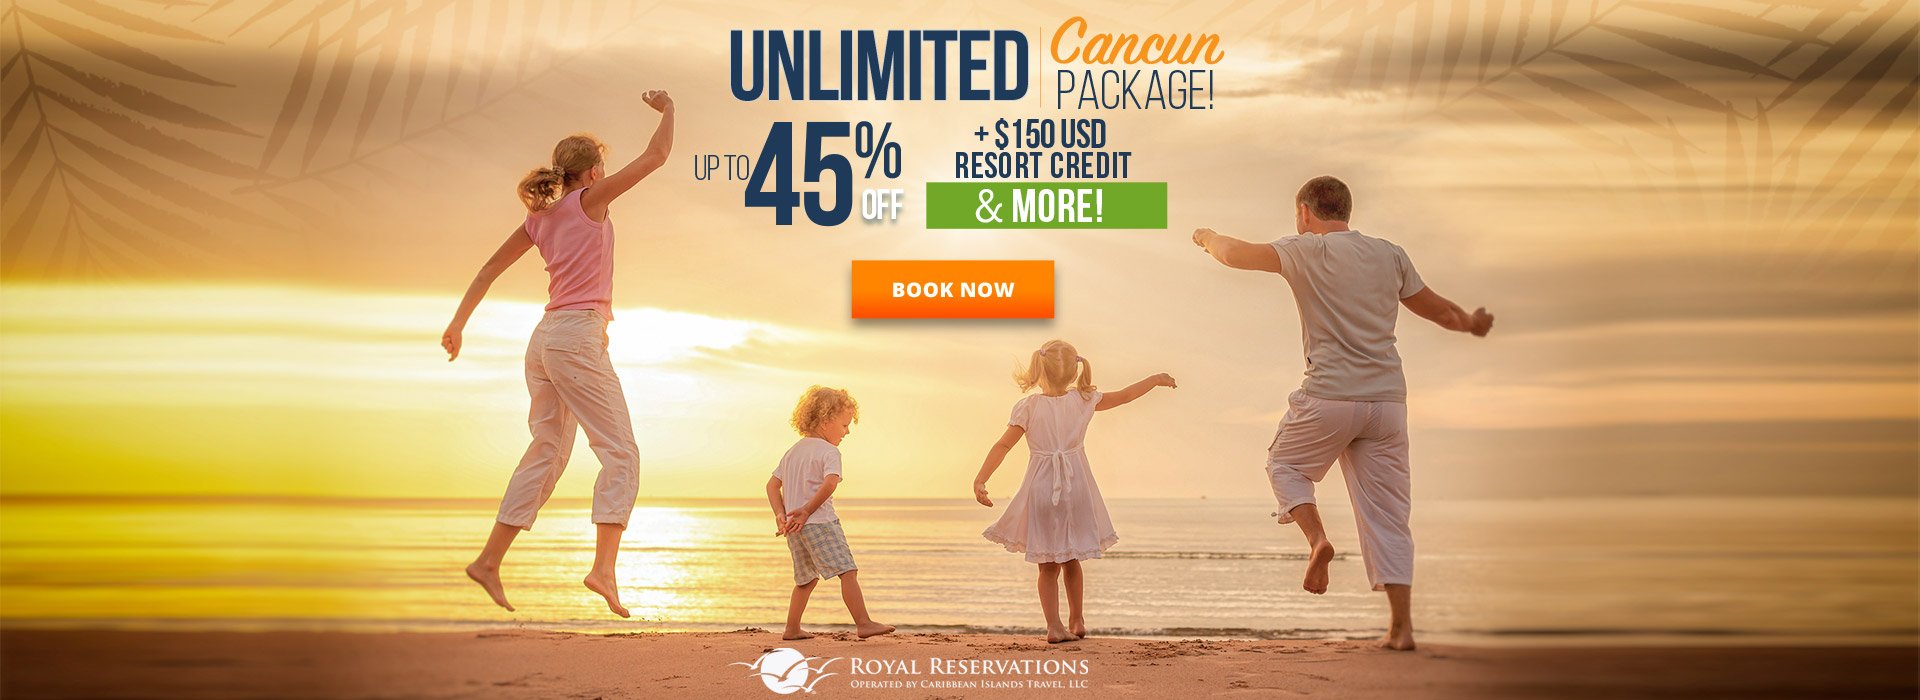 UNLIMITED
Cancun
PACKAGE!
UP TO 45% OFF
+ $150 USD
RESORT CREDIT
& MORE!
BOOK NOW
ROYAL RESERVATIONS
OPERATED BY CARIBBEAN ISLANDS TRAVEL, LLC